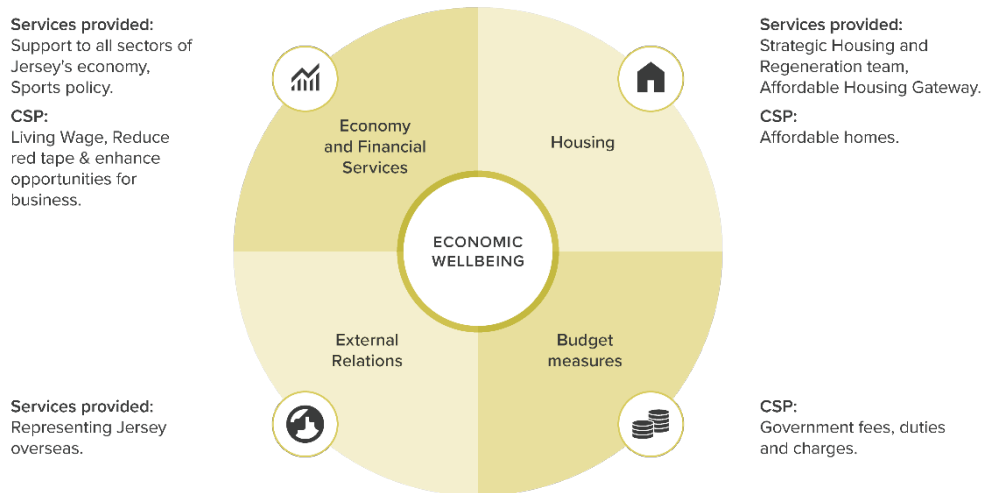 Services provided:
Support to all sectors of
Jersey's economy,
Sports policy.
CSP:
Living Wage, Reduce
red tape & enhance
opportunities for
business.
Economy
and Financial
Services
Housing
Services provided:
Strategic Housing and
Regeneration team,
Affordable Housing Gateway.
CSP:
Affordable homes.
ECONOMIC
WELLBEING
External
Relations
Budget
measures
Services provided:
Representing Jersey
overseas.
CSP:
Government fees, duties
and charges.